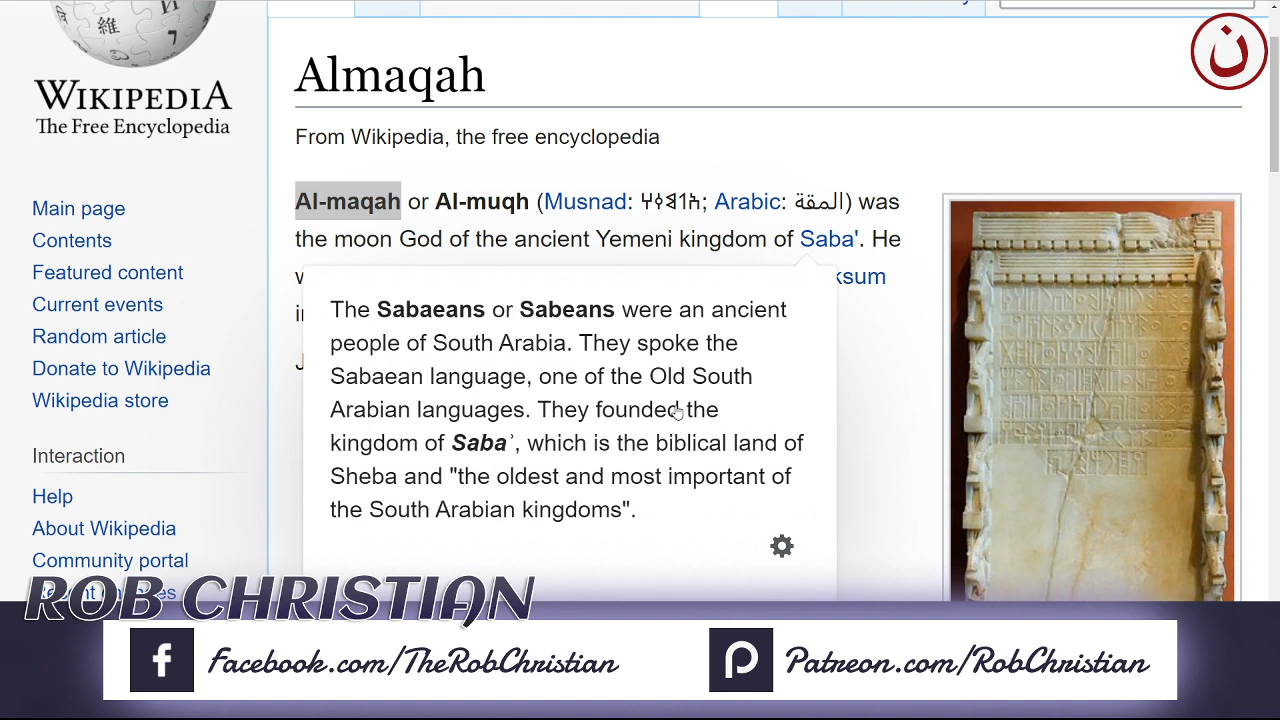 WIKIPEDIA
The Free Encyclopedia
Main page
Contents
Featured content
Current events
Random article
Donate to Wikipedia
Wikipedia store
Interaction
Help
About Wikipedia
Community portal
Almaqah
From Wikipedia, the free encyclopedia
Al-maqah or Al-muqh (Musnad: ; Arabic: المقة) was
the moon God of the ancient Yemeni kingdom of Saba'. He
ن
The Sabaeans or Sabeans were an ancient
people of South Arabia. They spoke the
Sabaean language, one of the Old South
Arabian languages. They founded the
kingdom of Sabaʾ, which is the biblical land of
Sheba and "the oldest and most important of
the South Arabian kingdoms".
ROB CHRISTIAN
Facebook.com/TheRobChristian
Patreon.com/RobChristian